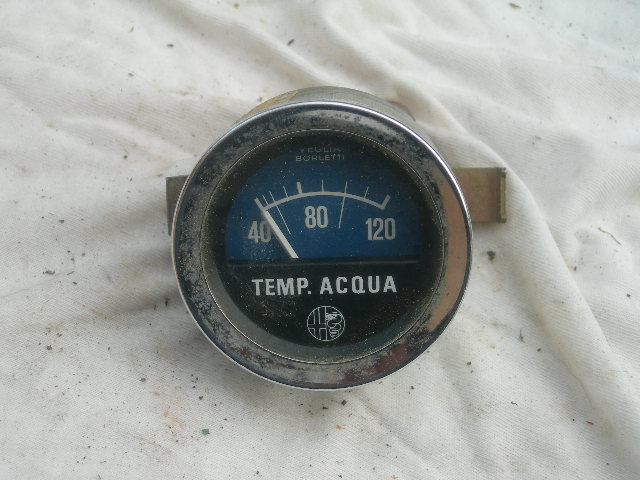 VEGLIA
BORLETTI
40 80 120
TEMP. ACQUA